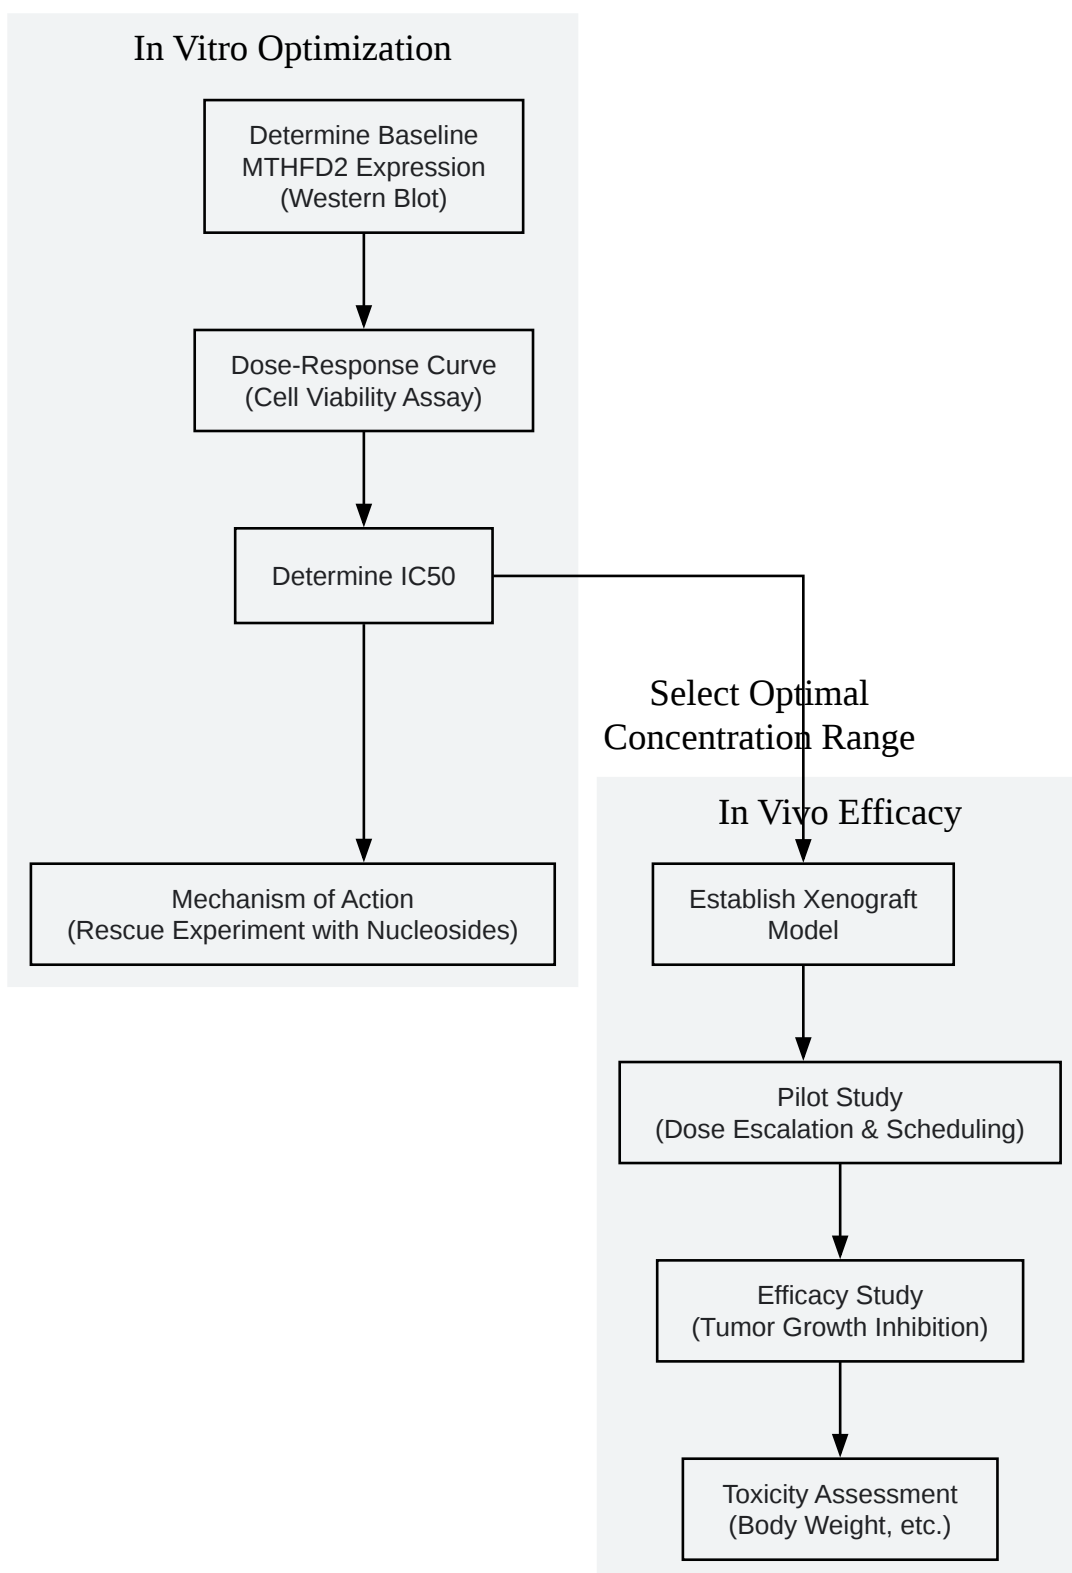 In Vitro Optimization
Determine Baseline
MTHFD2 Expression
(Western Blot)
Dose-Response Curve
(Cell Viability Assay)
Determine IC50
Select Optimal
Concentration Range
In Vivo Efficacy
Mechanism of Action
(Rescue Experiment with Nucleosides)
Establish Xenograft
Model
Pilot Study
(Dose Escalation & Scheduling)
Efficacy Study
(Tumor Growth Inhibition)
Toxicity Assessment
(Body Weight, etc.)